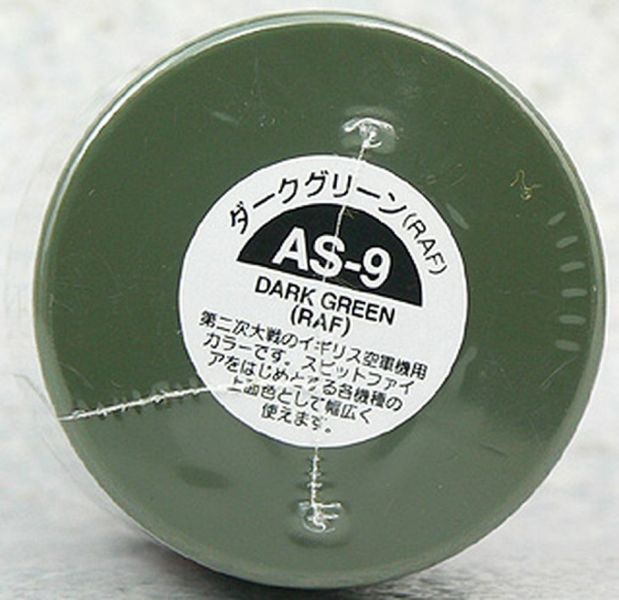 ダークグリーン(RAF)
AS-9
DARK GREEN
(RAF)
第二次大戦のイギリス空軍機用
カラーです。スピットファイ
アをはじめとする各機種の
上面色として幅広く
使えます。